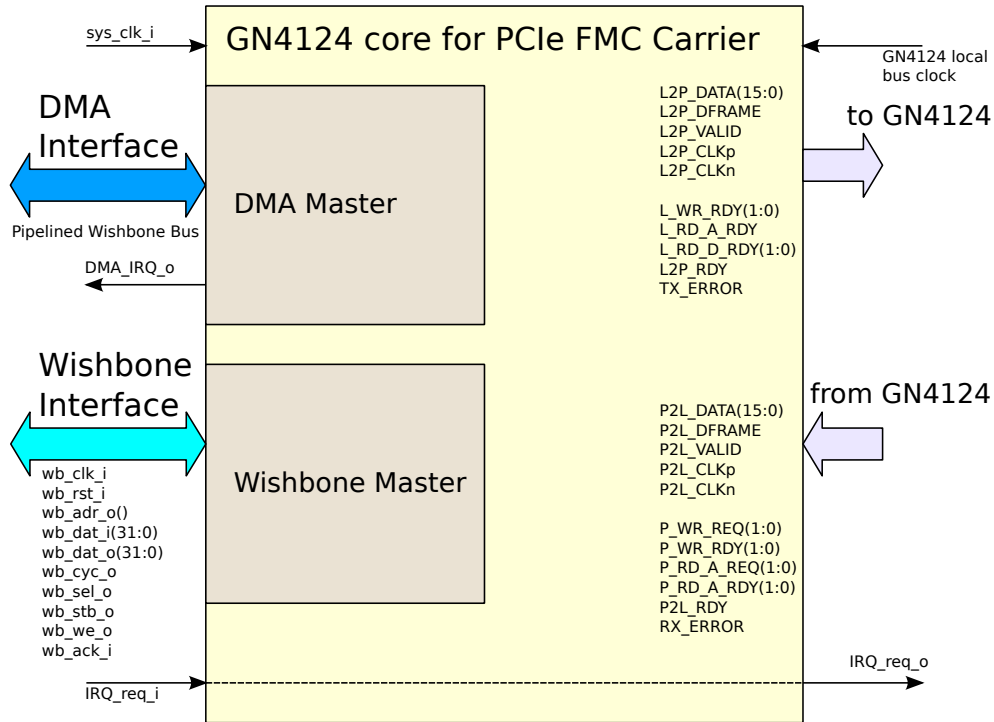 sys_clk_i
GN4124 core for PCIe FMC Carrier
GN4124 local
bus clock
DMA
Interface
Pipelined Wishbone Bus
DMA_IRQ_o
DMA Master
L2P_DATA(15:0)
L2P_DFRAME
L2P_VALID
L2P_CLKp
L2P_CLKn
L_WR_RDY(1:0)
L_RD_A_RDY
L_RD_D_RDY(1:0)
L2P_RDY
TX_ERROR
to GN4124
Wishbone
Interface
wb_clk_i
wb_rst_i
wb_adr_o()
wb_dat_i(31:0)
wb_dat_o(31:0)
wb_cyc_o
wb_sel_o
wb_stb_o
wb_we_o
wb_ack_i
Wishbone Master
P2L_DATA(15:0)
P2L_DFRAME
P2L_VALID
P2L_CLKp
P2L_CLKn
P_WR_REQ(1:0)
P_WR_RDY(1:0)
P_RD_A_REQ(1:0)
P_RD_A_RDY(1:0)
P2L_RDY
RX_ERROR
from GN4124
IRQ_req_i
IRQ_req_o